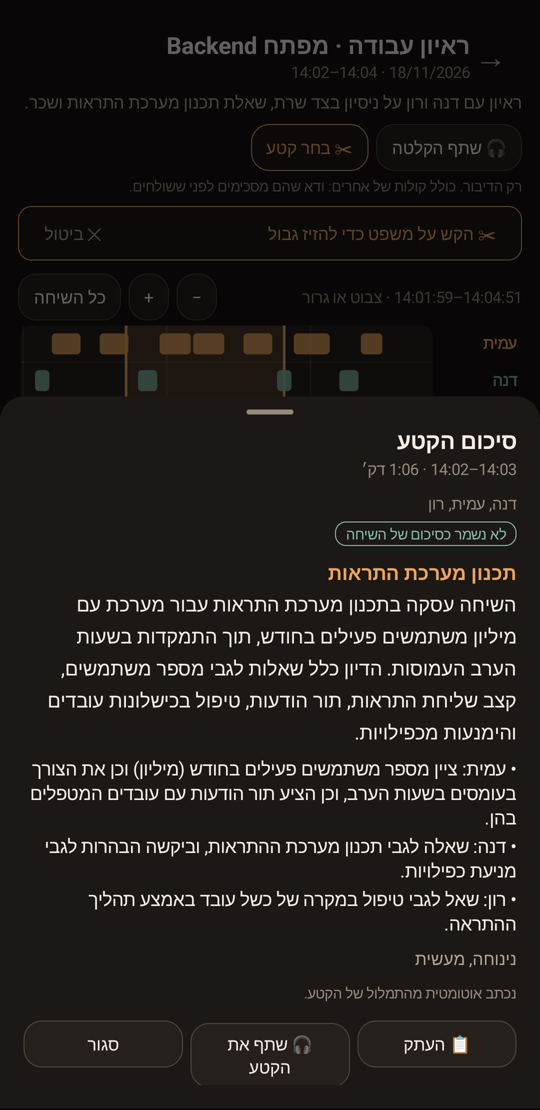 ראיון עבודה · מפתח Backend
14:02–14:04 · 18/11/2026
ראיון עם דנה ורון על ניסיון בצד שרת, שאלת תכנון מערכת התראות ושכר.
🎧 שתף הקלטה
✂ בחר קטע
רק הדיבור. כולל קולות של אחרים: ודא שהם מסכימים לפני ששולחים.
✂ הקש על משפט כדי להזיז גבול
✕ ביטול
14:01:59–14:04:51 · צבוט או גרור
−
+
כל השיחה
עמית
דנה
סיכום הקטע
14:02–14:03 · 1:06 דק׳
דנה, עמית, רון
לא נשמר כסיכום של השיחה
תכנון מערכת התראות
השיחה עסקה בתכנון מערכת התראות עבור מערכת עם
מיליון משתמשים פעילים בחודש, תוך התמקדות בשעות
הערב העמוסות. הדיון כלל שאלות לגבי מספר משתמשים,
קצב שליחת התראות, תור הודעות, טיפול בכישלונות עובדים
והימנעות מכפילויות.
• עמית: ציין מספר משתמשים פעילים בחודש (מיליון) וכן את הצורך
בעומסים בשעות הערב, וכן הציע תור הודעות עם עובדים המטפלים
בהן.
• דנה: שאלה לגבי תכנון מערכת ההתראות, וביקשה הבהרות לגבי
מניעת כפילויות.
• רון: שאל לגבי טיפול במקרה של כשל עובד באמצע תהליך
ההתראה.
נינוחה, מעשית
נכתב אוטומטית מהתמלול של הקטע.
📋 העתק
🎧 שתף את
הקטע
סגור